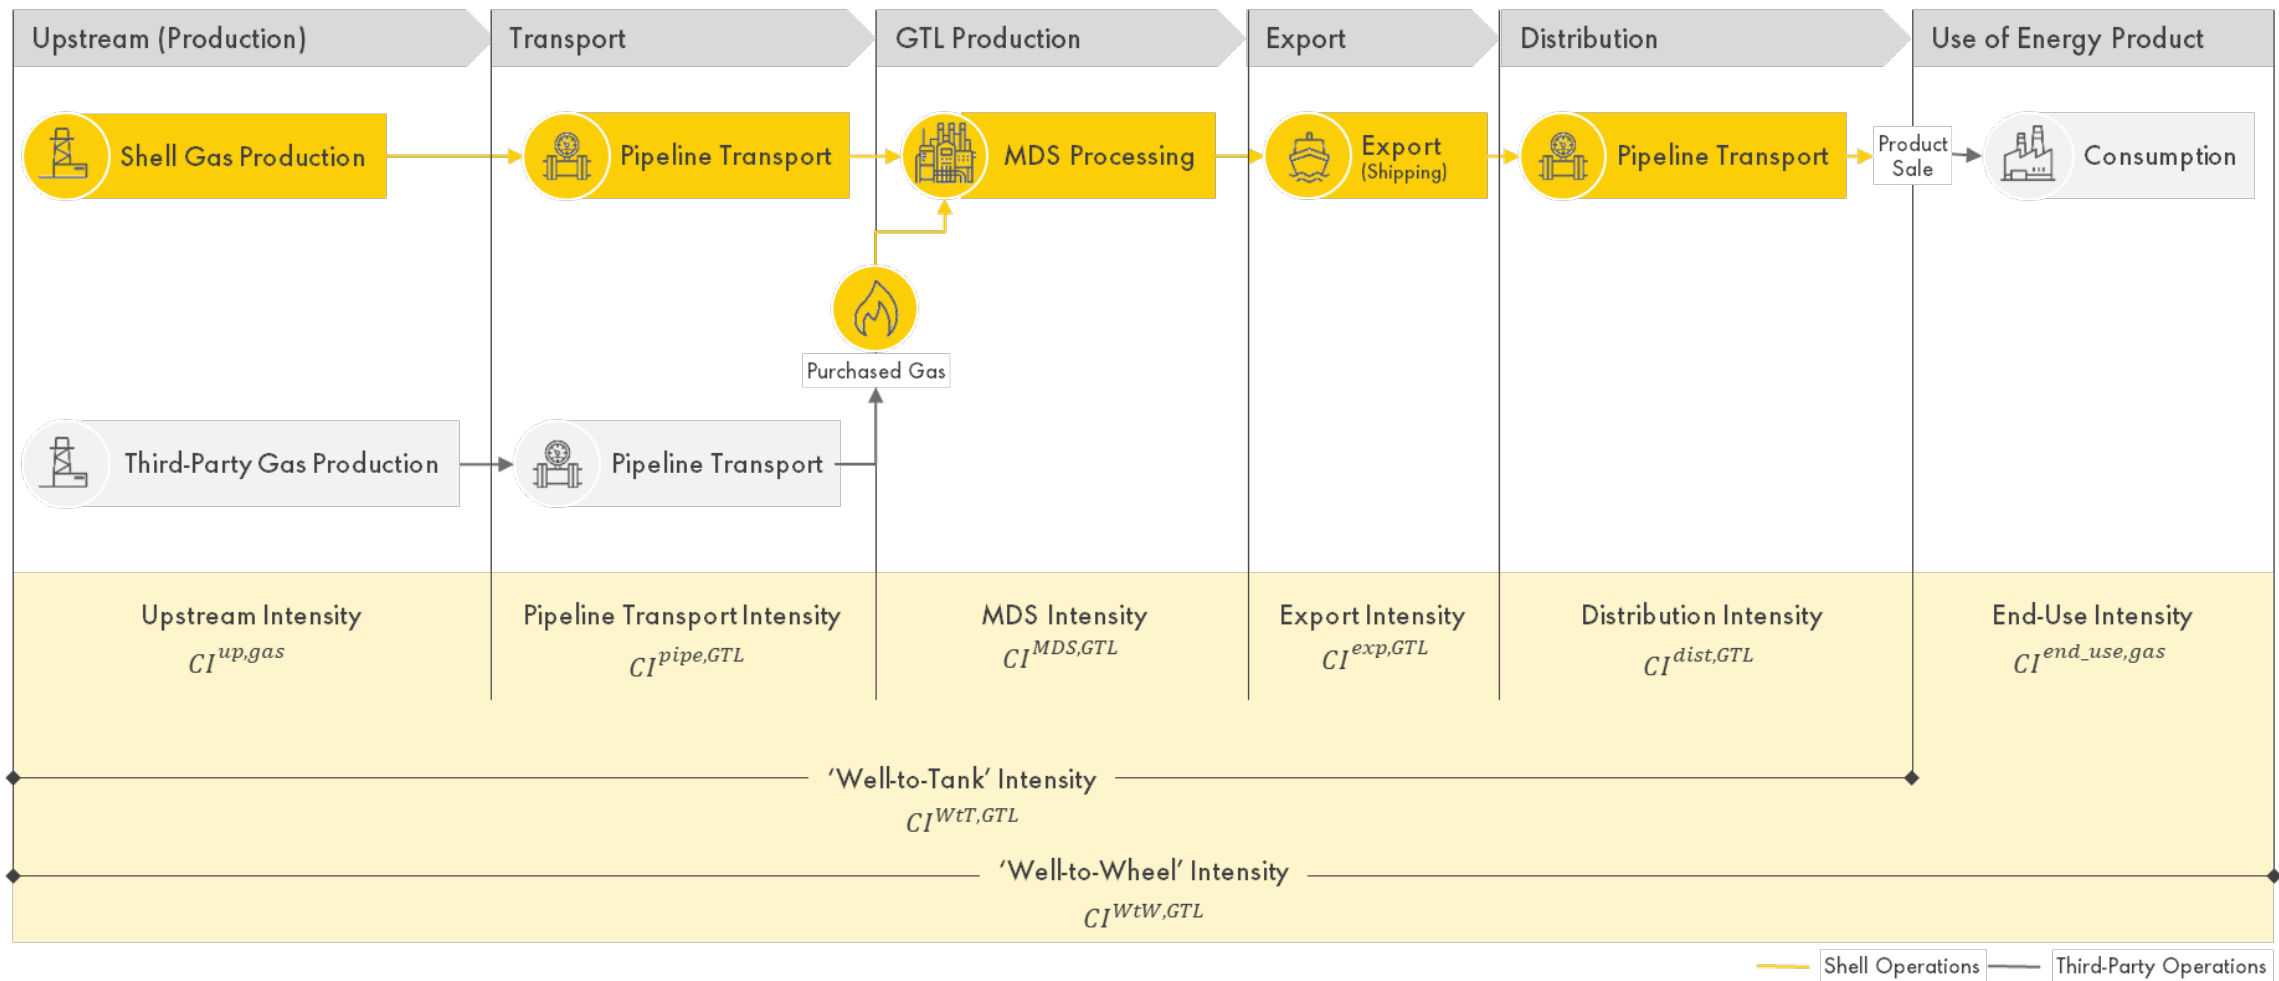 Upstream (Production)
Transport
GTL Production
Export
Distribution
Use of Energy Product
Shell Gas Production
Pipeline Transport
MDS Processing
Export
(Shipping)
Pipeline Transport
Product
Sale
Consumption
Purchased Gas
Third-Party Gas Production
Pipeline Transport
Upstream Intensity
CI^{up,gas}
Pipeline Transport Intensity
CI^{pipe,GTL}
MDS Intensity
CI^{MDS,GTL}
Export Intensity
CI^{exp,GTL}
Distribution Intensity
CI^{dist,GTL}
End-Use Intensity
CI^{end_use,gas}
‘Well-to-Tank’ Intensity
CI^{WtT,GTL}
‘Well-to-Wheel’ Intensity
CI^{WtW,GTL}
Shell Operations
Third-Party Operations